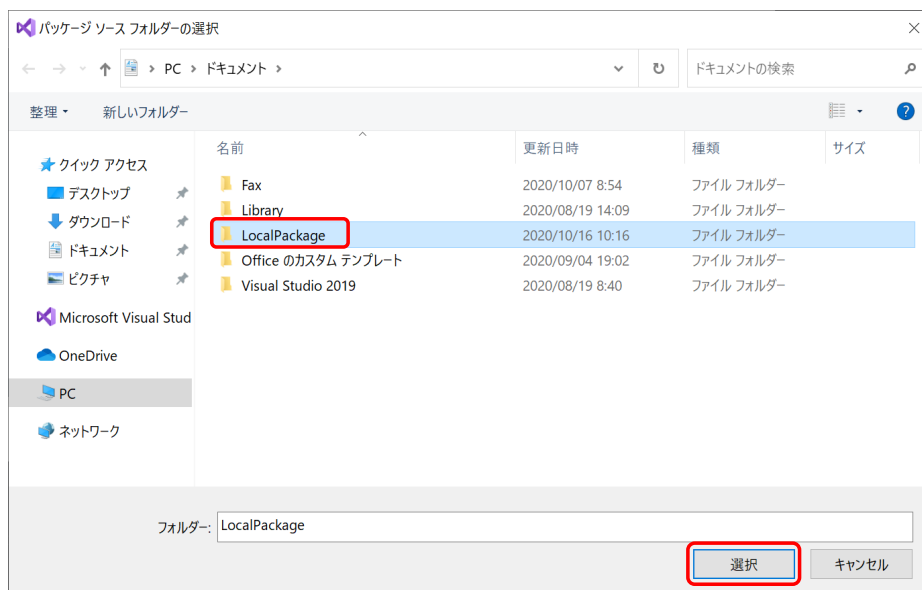 パッケージ ソース フォルダーの選択
PC › ドキュメント ›
ドキュメントの検索
整理 新しいフォルダー
名前 更新日時 種類 サイズ
クイック アクセス
デスクトップ
ダウンロード
ドキュメント
ピクチャ
Microsoft Visual Stud
OneDrive
PC
ネットワーク
Fax 2020/10/07 8:54 ファイル フォルダー
Library 2020/08/19 14:09 ファイル フォルダー
LocalPackage 2020/10/16 10:16 ファイル フォルダー
Office のカスタム テンプレート 2020/09/04 19:02 ファイル フォルダー
Visual Studio 2019 2020/08/19 8:40 ファイル フォルダー
フォルダー: LocalPackage
選択 キャンセル